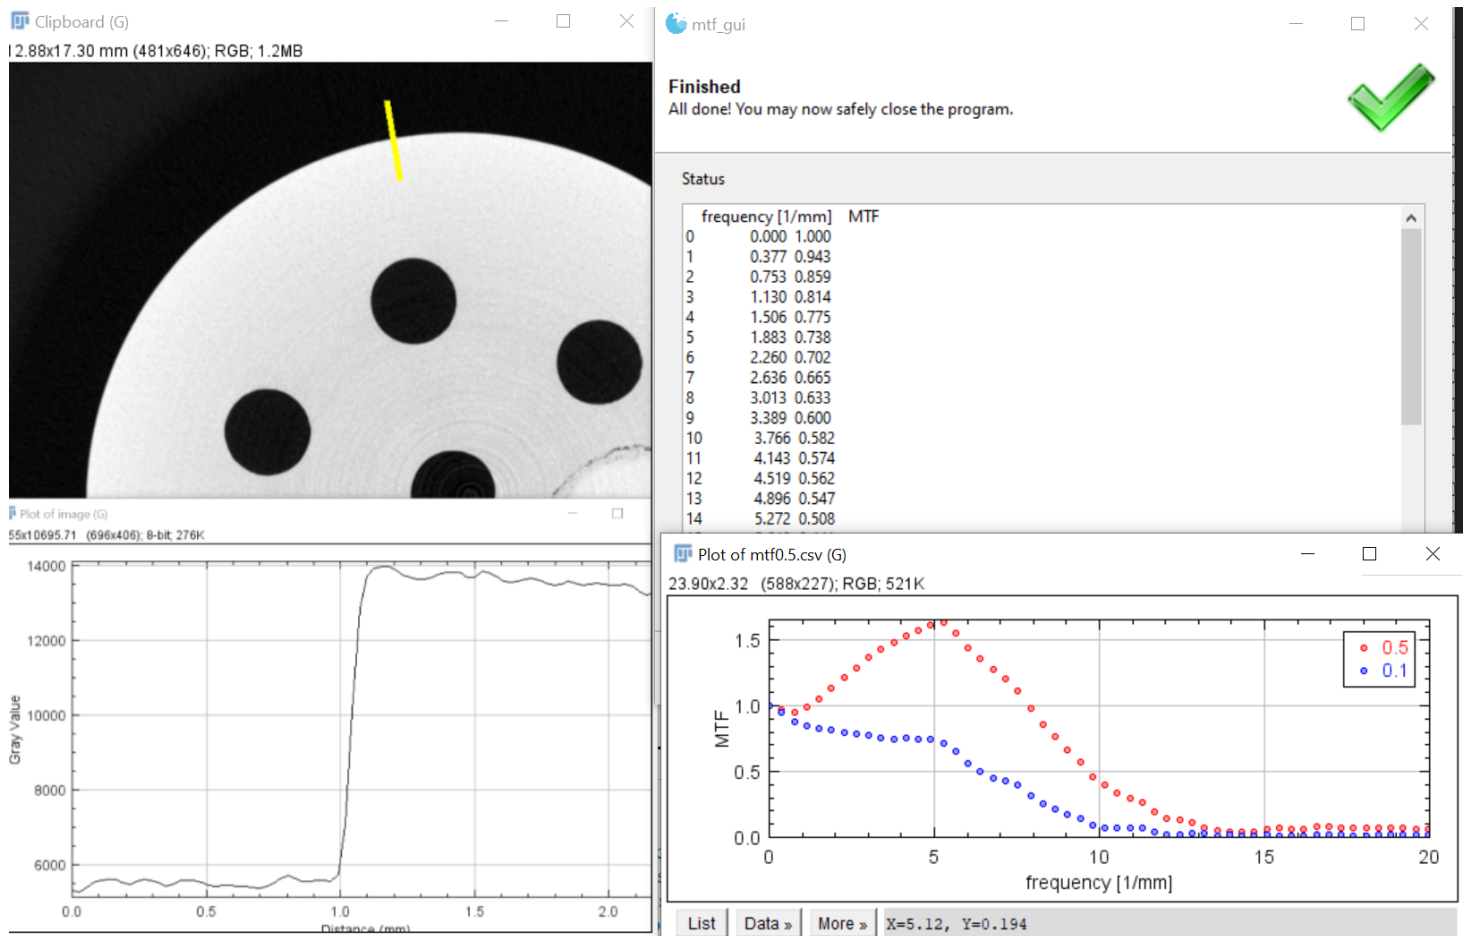 Clipboard (G)
12.88x17.30 mm (481x646); RGB; 1.2MB
mtf_gui
Finished
All done! You may now safely close the program.
Status
frequency [1/mm] MTF
0 0.000 1.000
1 0.377 0.943
2 0.753 0.859
3 1.130 0.814
4 1.506 0.775
5 1.883 0.738
6 2.260 0.702
7 2.636 0.665
8 3.013 0.633
9 3.389 0.600
10 3.766 0.582
11 4.143 0.574
12 4.519 0.562
13 4.896 0.547
14 5.272 0.508
Plot of image (G)
55x10695.71 (696x406); 8-bit; 276K
14000
12000
10000
8000
6000
Gray Value
0.0 0.5 1.0 1.5 2.0
Distance (mm)
Plot of mtf0.5.csv (G)
23.90x2.32 (588x227); RGB; 521K
1.5
1.0
0.5
0.0
MTF
0.5
0.1
0 5 10 15 20
frequency [1/mm]
List Data » More » X=5.12, Y=0.194